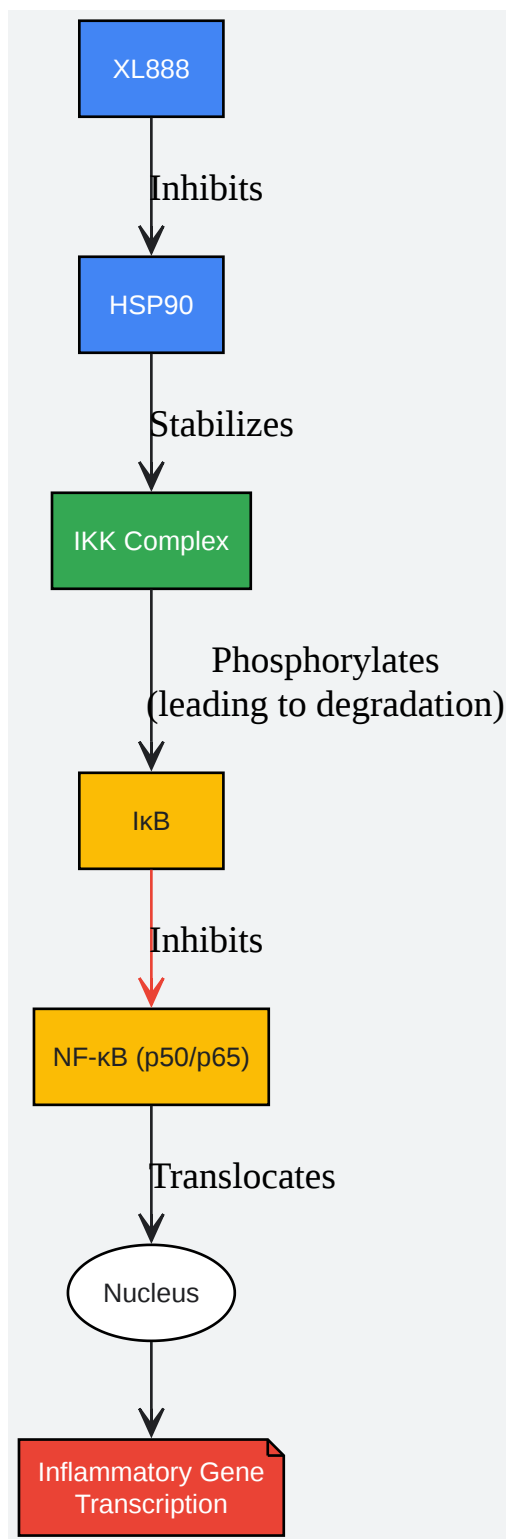 XL888
Inhibits
HSP90
Stabilizes
IKK Complex
Phosphorylates
(leading to degradation)
IκB
Inhibits
NF-κB (p50/p65)
Translocates
Nucleus
Inflammatory Gene
Transcription